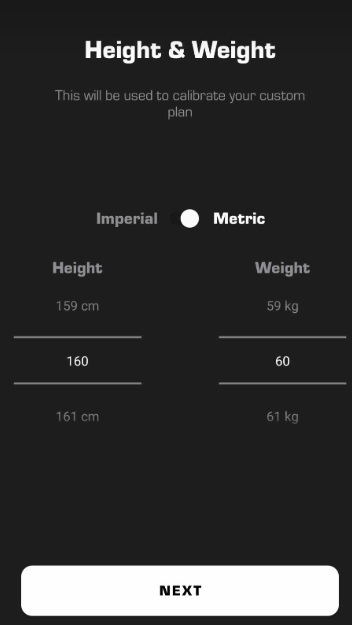 Height & Weight
This will be used to calibrate your custom
plan
Imperial Metric
Height Weight
159 cm 59 kg
160 60
161 cm 61 kg
NEXT